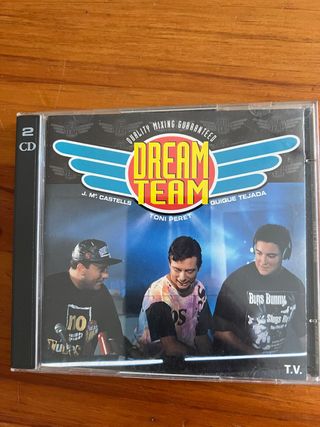 2
CD
QUALITY MIXING GUARANTEED
DREAM
TEAM
J. Mª. CASTELLS
TONI PERET
QUIQUE TEJADA
BUGS BUNNY
T.V.